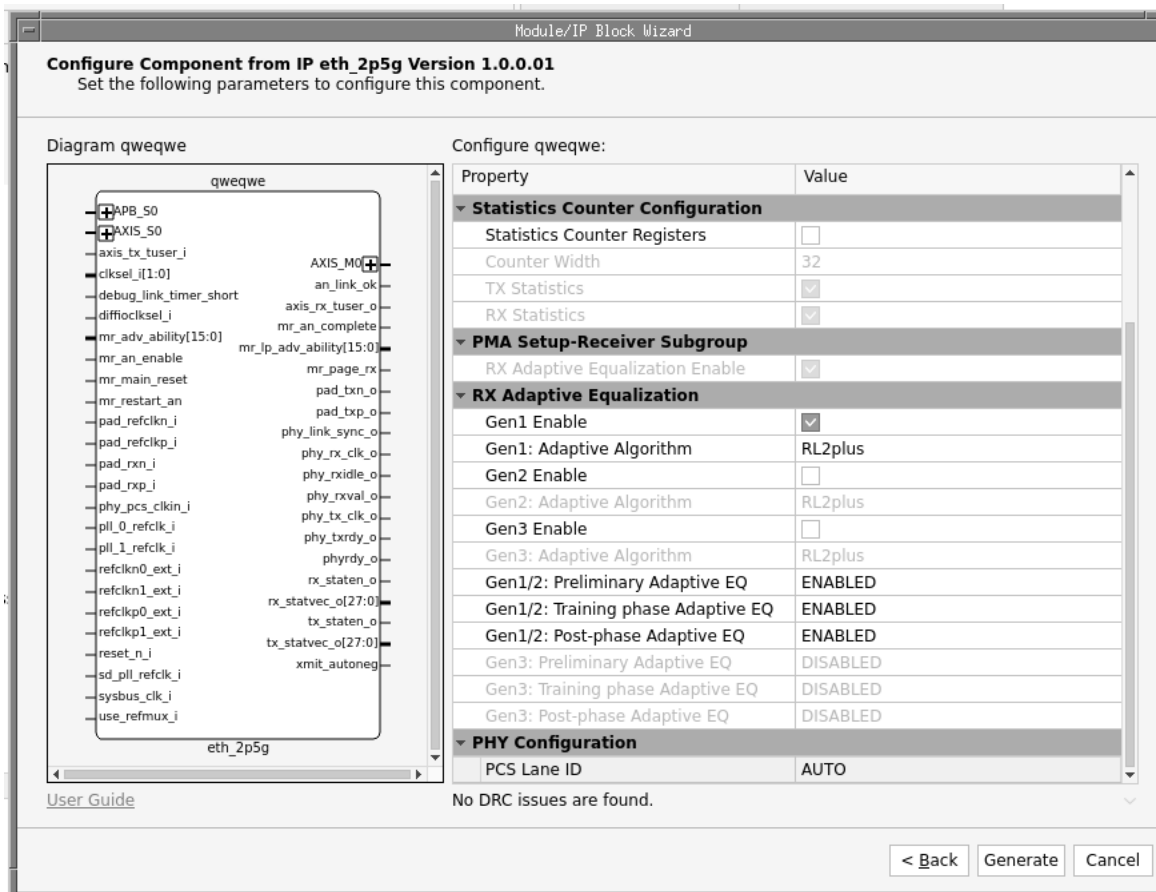 Module/IP Block Wizard
Configure Component from IP eth_2p5g Version 1.0.0.01
Set the following parameters to configure this component.
Diagram qweqwe
qweqwe
APB_S0
AXIS_S0
axis_tx_tuser_i
clksel_i[1:0]
debug_link_timer_short
diffioclksel_i
mr_adv_ability[15:0]
mr_an_enable
mr_main_reset
mr_restart_an
pad_refclkn_i
pad_refclkp_i
pad_rxn_i
pad_rxp_i
phy_pcs_clkin_i
pll_0_refclk_i
pll_1_refclk_i
refclkn0_ext_i
refclkn1_ext_i
refclkp0_ext_i
refclkp1_ext_i
reset_n_i
sd_pll_refclk_i
sysbus_clk_i
use_refmux_i
AXIS_M0
an_link_ok
axis_rx_tuser_o
mr_an_complete
mr_lp_adv_ability[15:0]
mr_page_rx
pad_txn_o
pad_txp_o
phy_link_sync_o
phy_rx_clk_o
phy_rxidle_o
phy_rxval_o
phy_tx_clk_o
phy_txrdy_o
phyrdy_o
rx_staten_o
rx_statvec_o[27:0]
tx_staten_o
tx_statvec_o[27:0]
xmit_autoneg
eth_2p5g
User Guide
Configure qweqwe:
Property Value
Statistics Counter Configuration
Statistics Counter Registers
Counter Width 32
TX Statistics
RX Statistics
PMA Setup-Receiver Subgroup
RX Adaptive Equalization Enable
RX Adaptive Equalization
Gen1 Enable
Gen1: Adaptive Algorithm RL2plus
Gen2 Enable
Gen2: Adaptive Algorithm RL2plus
Gen3 Enable
Gen3: Adaptive Algorithm RL2plus
Gen1/2: Preliminary Adaptive EQ ENABLED
Gen1/2: Training phase Adaptive EQ ENABLED
Gen1/2: Post-phase Adaptive EQ ENABLED
Gen3: Preliminary Adaptive EQ DISABLED
Gen3: Training phase Adaptive EQ DISABLED
Gen3: Post-phase Adaptive EQ DISABLED
PHY Configuration
PCS Lane ID AUTO
No DRC issues are found.
< Back Generate Cancel